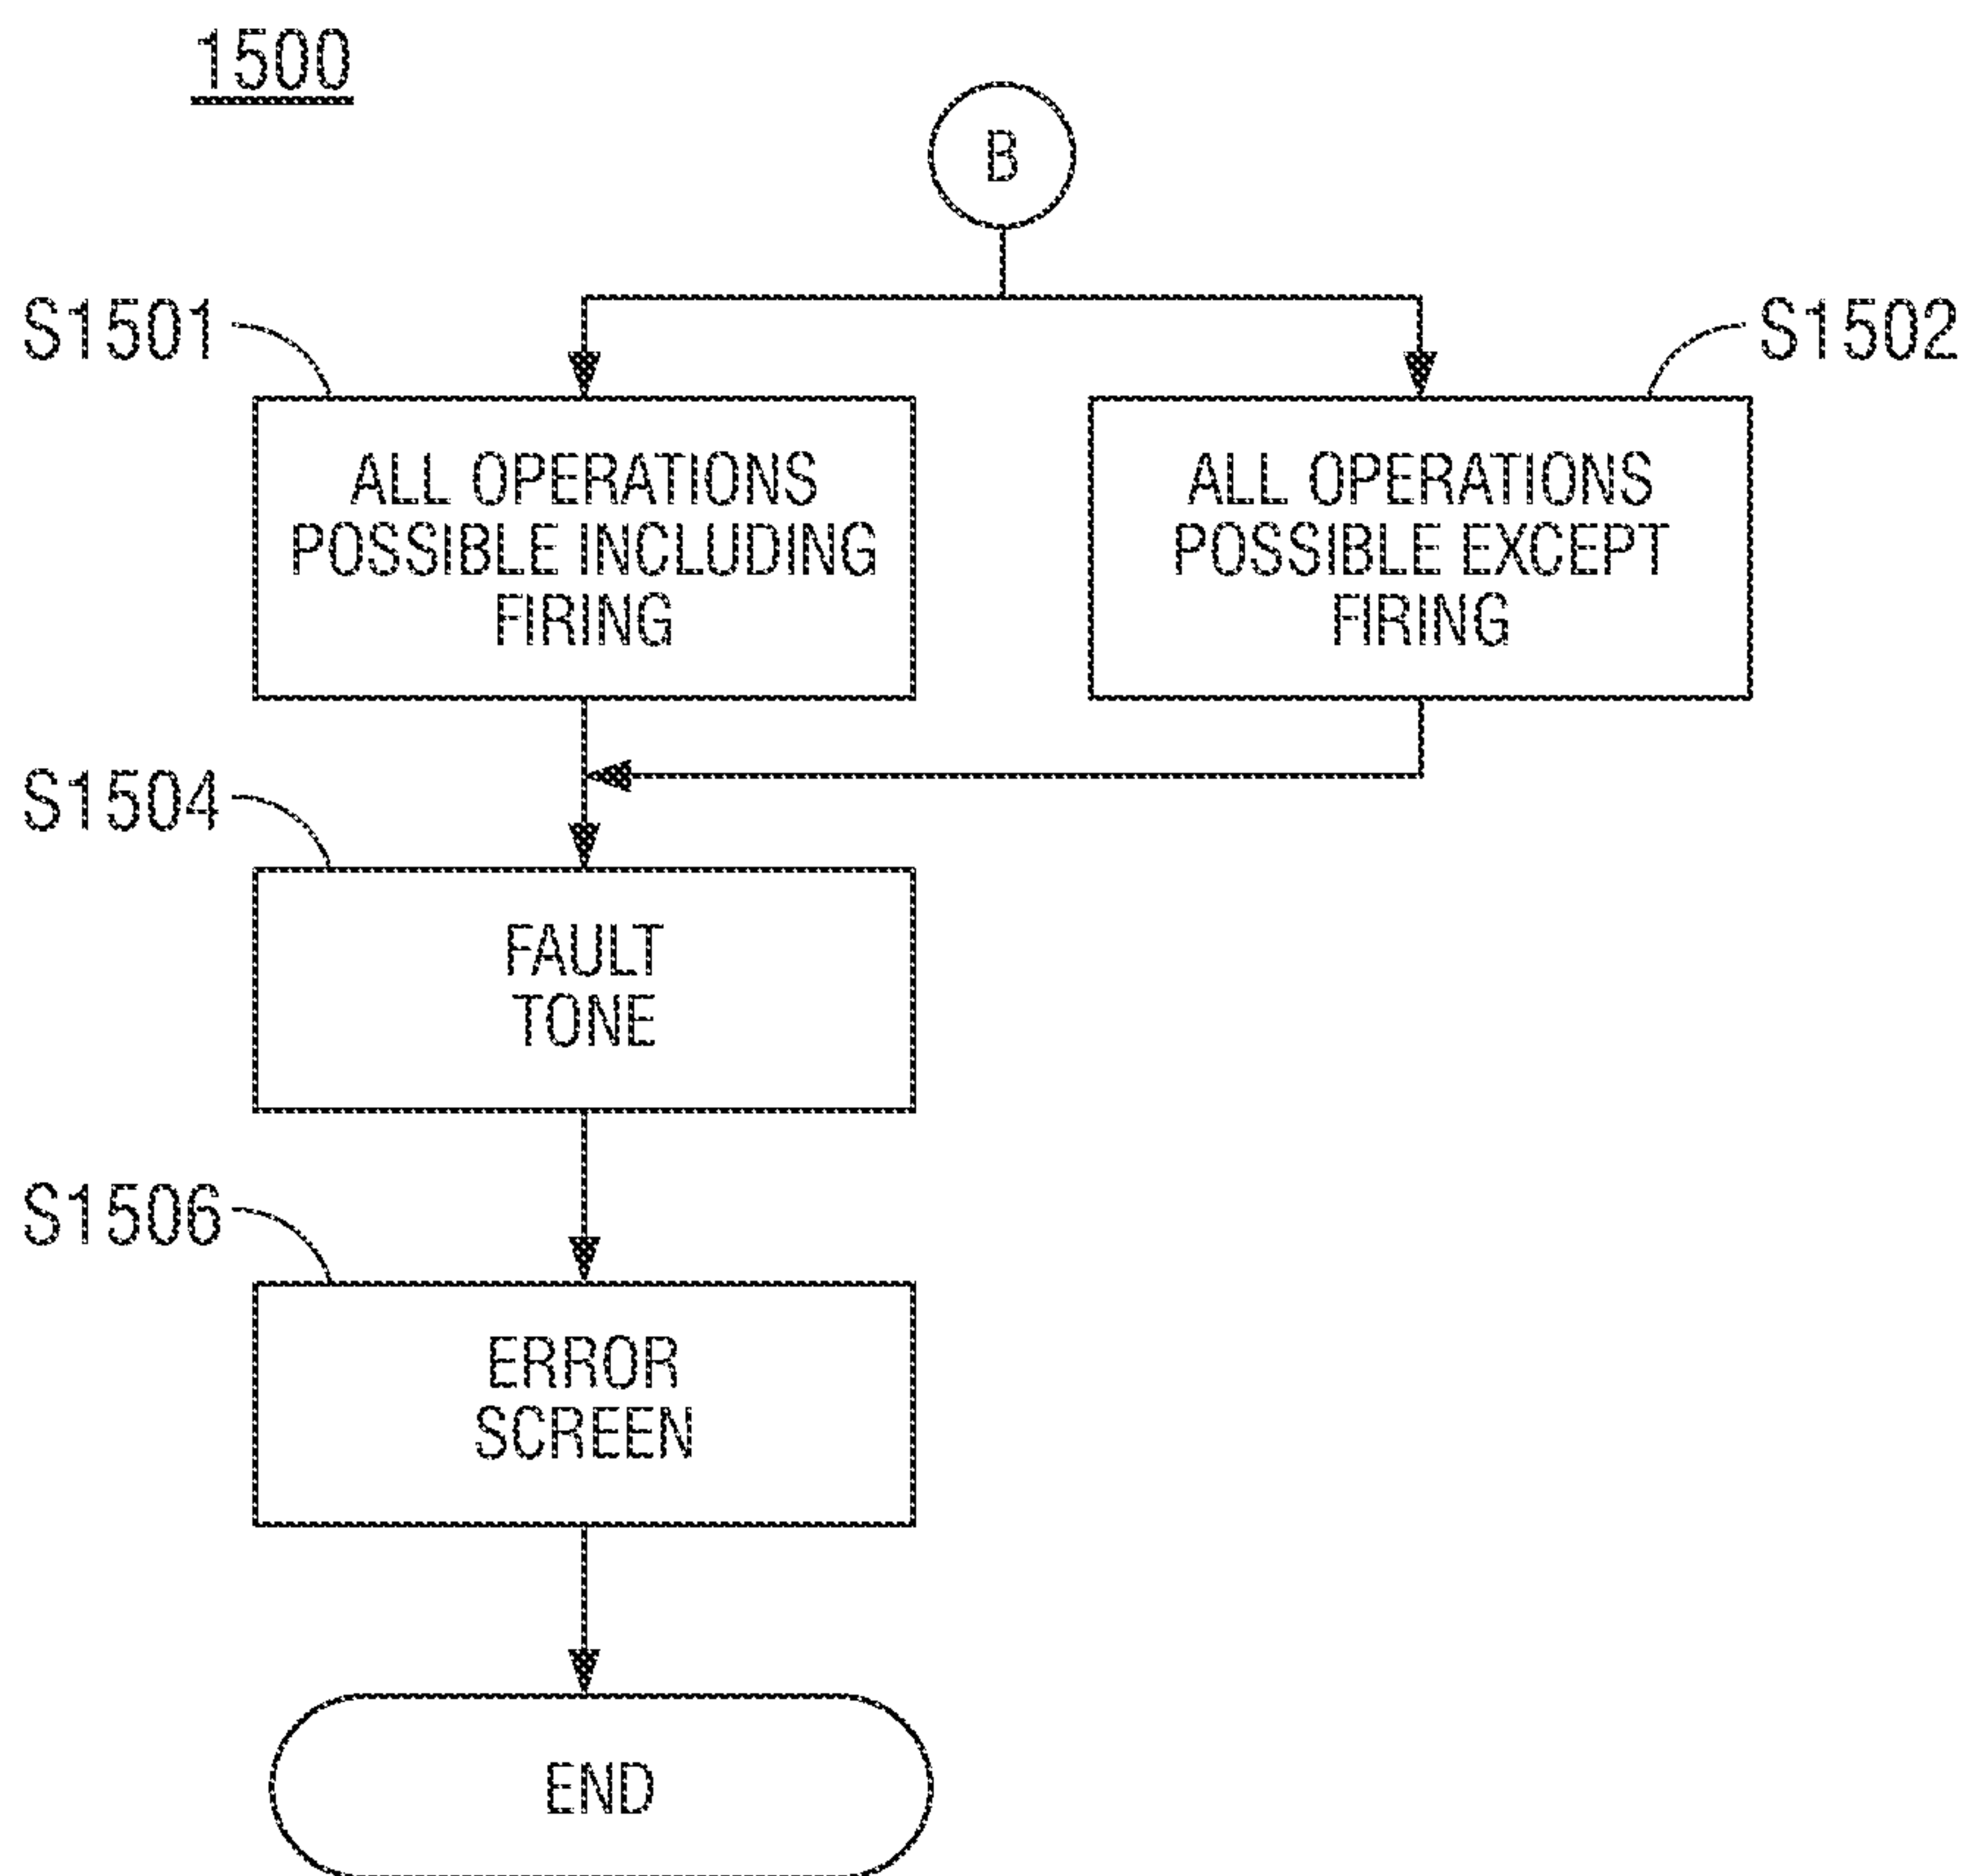 1500
B
S1501
S1502
ALL OPERATIONS
POSSIBLE INCLUDING
FIRING
ALL OPERATIONS
POSSIBLE EXCEPT
FIRING
S1504
FAULT
TONE
S1506
ERROR
SCREEN
END